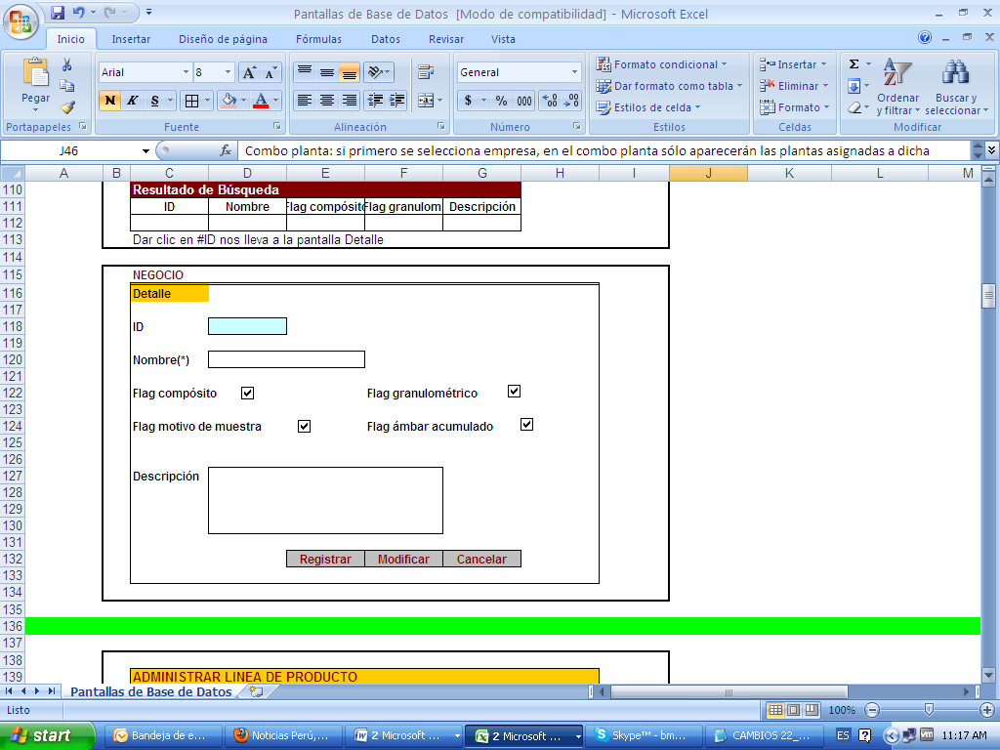 Pantallas de Base de Datos [Modo de compatibilidad] - Microsoft Excel
Inicio Insertar Diseño de página Fórmulas Datos Revisar Vista
Pegar
Arial 8
N K S
General
$ % 000
Formato condicional
Dar formato como tabla
Estilos de celda
Insertar
Eliminar
Formato
Σ
Ordenar y filtrar
Buscar y seleccionar
Portapapeles Fuente Alineación Número Estilos Celdas Modificar
J46 fx Combo planta: si primero se selecciona empresa, en el combo planta sólo aparecerán las plantas asignadas a dicha
A B C D E F G H I J K L M
110 Resultado de Búsqueda
111 ID Nombre Flag compósito Flag granulom Descripción
112
113 Dar clic en #ID nos lleva a la pantalla Detalle
114
115 NEGOCIO
116 Detalle
117
118 ID
119
120 Nombre(*)
121
122 Flag compósito Flag granulométrico
123
124 Flag motivo de muestra Flag ámbar acumulado
125
126
127 Descripción
128
129
130
131
132 Registrar Modificar Cancelar
133
134
135
136
137
138
139 ADMINISTRAR LINEA DE PRODUCTO
Pantallas de Base de Datos
Listo 100%
start Bandeja de e... Noticias Perú,... 2 Microsoft ... 2 Microsoft ... Skype™ - bm... CAMBIOS 22_... ES 11:17 AM